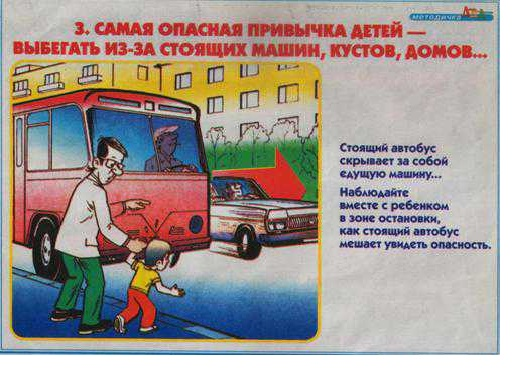 методичка
3. САМАЯ ОПАСНАЯ ПРИВЫЧКА ДЕТЕЙ —
ВЫБЕГАТЬ ИЗ-ЗА СТОЯЩИХ МАШИН, КУСТОВ, ДОМОВ...
Стоящий автобус
скрывает за собой
едущую машину...
Наблюдайте
вместе с ребенком
в зоне остановки,
как стоящий автобус
мешает увидеть опасность.